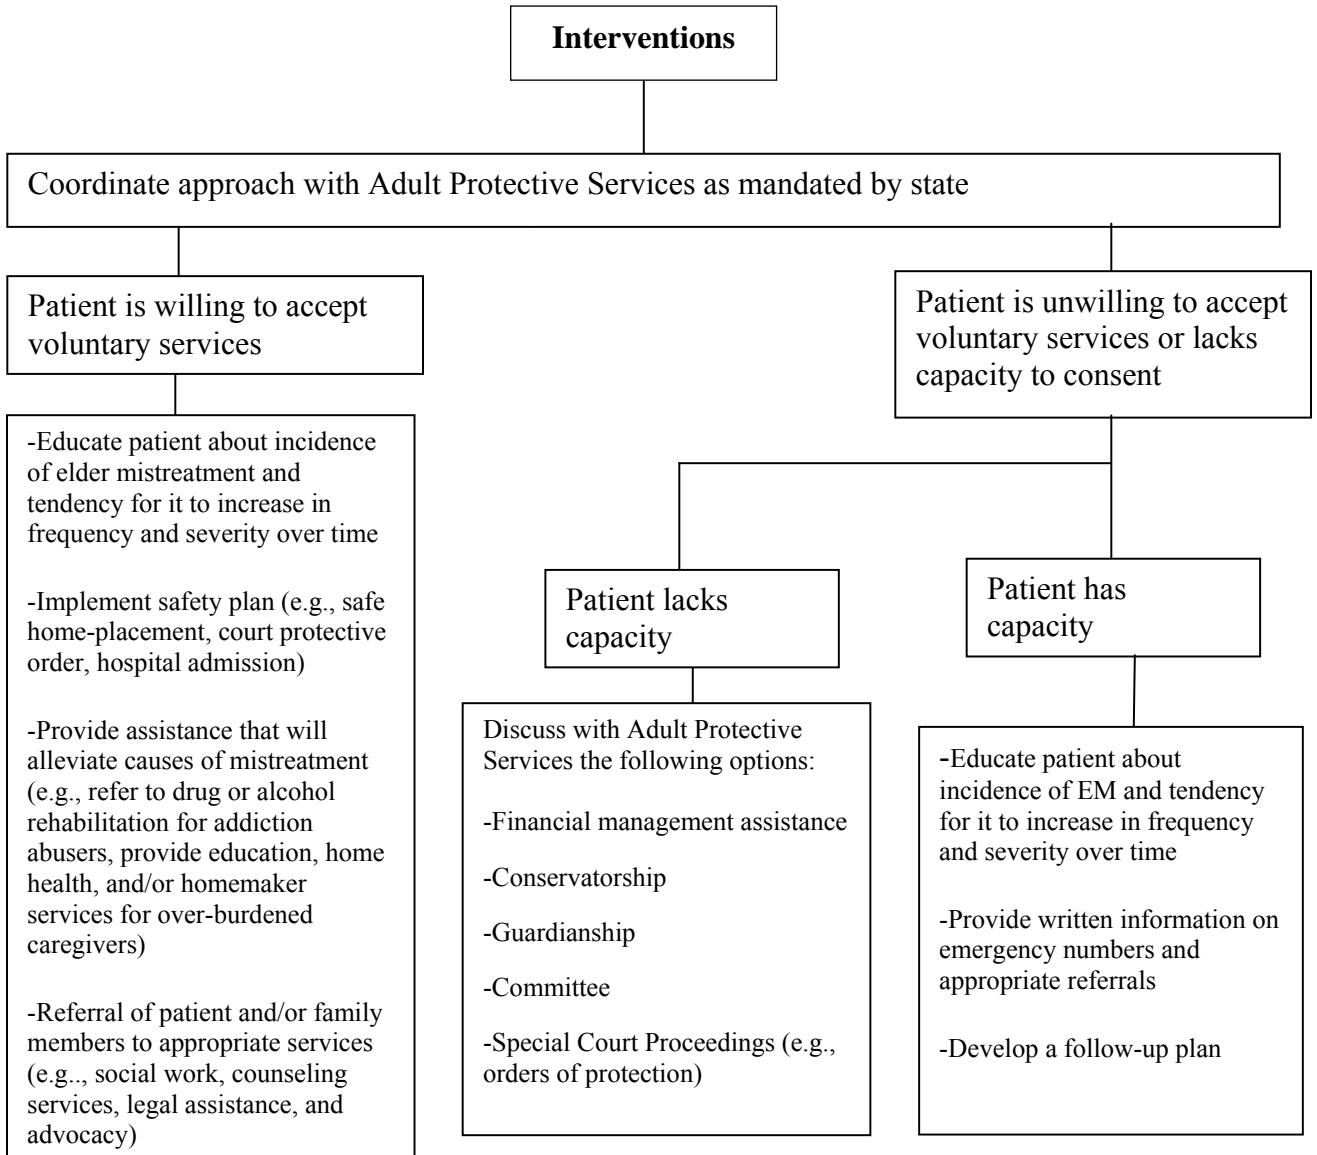 Interventions
Coordinate approach with Adult Protective Services as mandated by state
Patient is willing to accept
voluntary services
Patient is unwilling to accept
voluntary services or lacks
capacity to consent
-Educate patient about incidence
of elder mistreatment and
tendency for it to increase in
frequency and severity over time
-Implement safety plan (e.g., safe
home-placement, court protective
order, hospital admission)
-Provide assistance that will
alleviate causes of mistreatment
(e.g., refer to drug or alcohol
rehabilitation for addiction
abusers, provide education, home
health, and/or homemaker
services for over-burdened
caregivers)
-Referral of patient and/or family
members to appropriate services
(e.g.., social work, counseling
services, legal assistance, and
advocacy)
Patient lacks
capacity
Discuss with Adult Protective
Services the following options:
-Financial management assistance
-Conservatorship
-Guardianship
-Committee
-Special Court Proceedings (e.g.,
orders of protection)
Patient has
capacity
-Educate patient about
incidence of EM and tendency
for it to increase in frequency
and severity over time
-Provide written information on
emergency numbers and
appropriate referrals
-Develop a follow-up plan